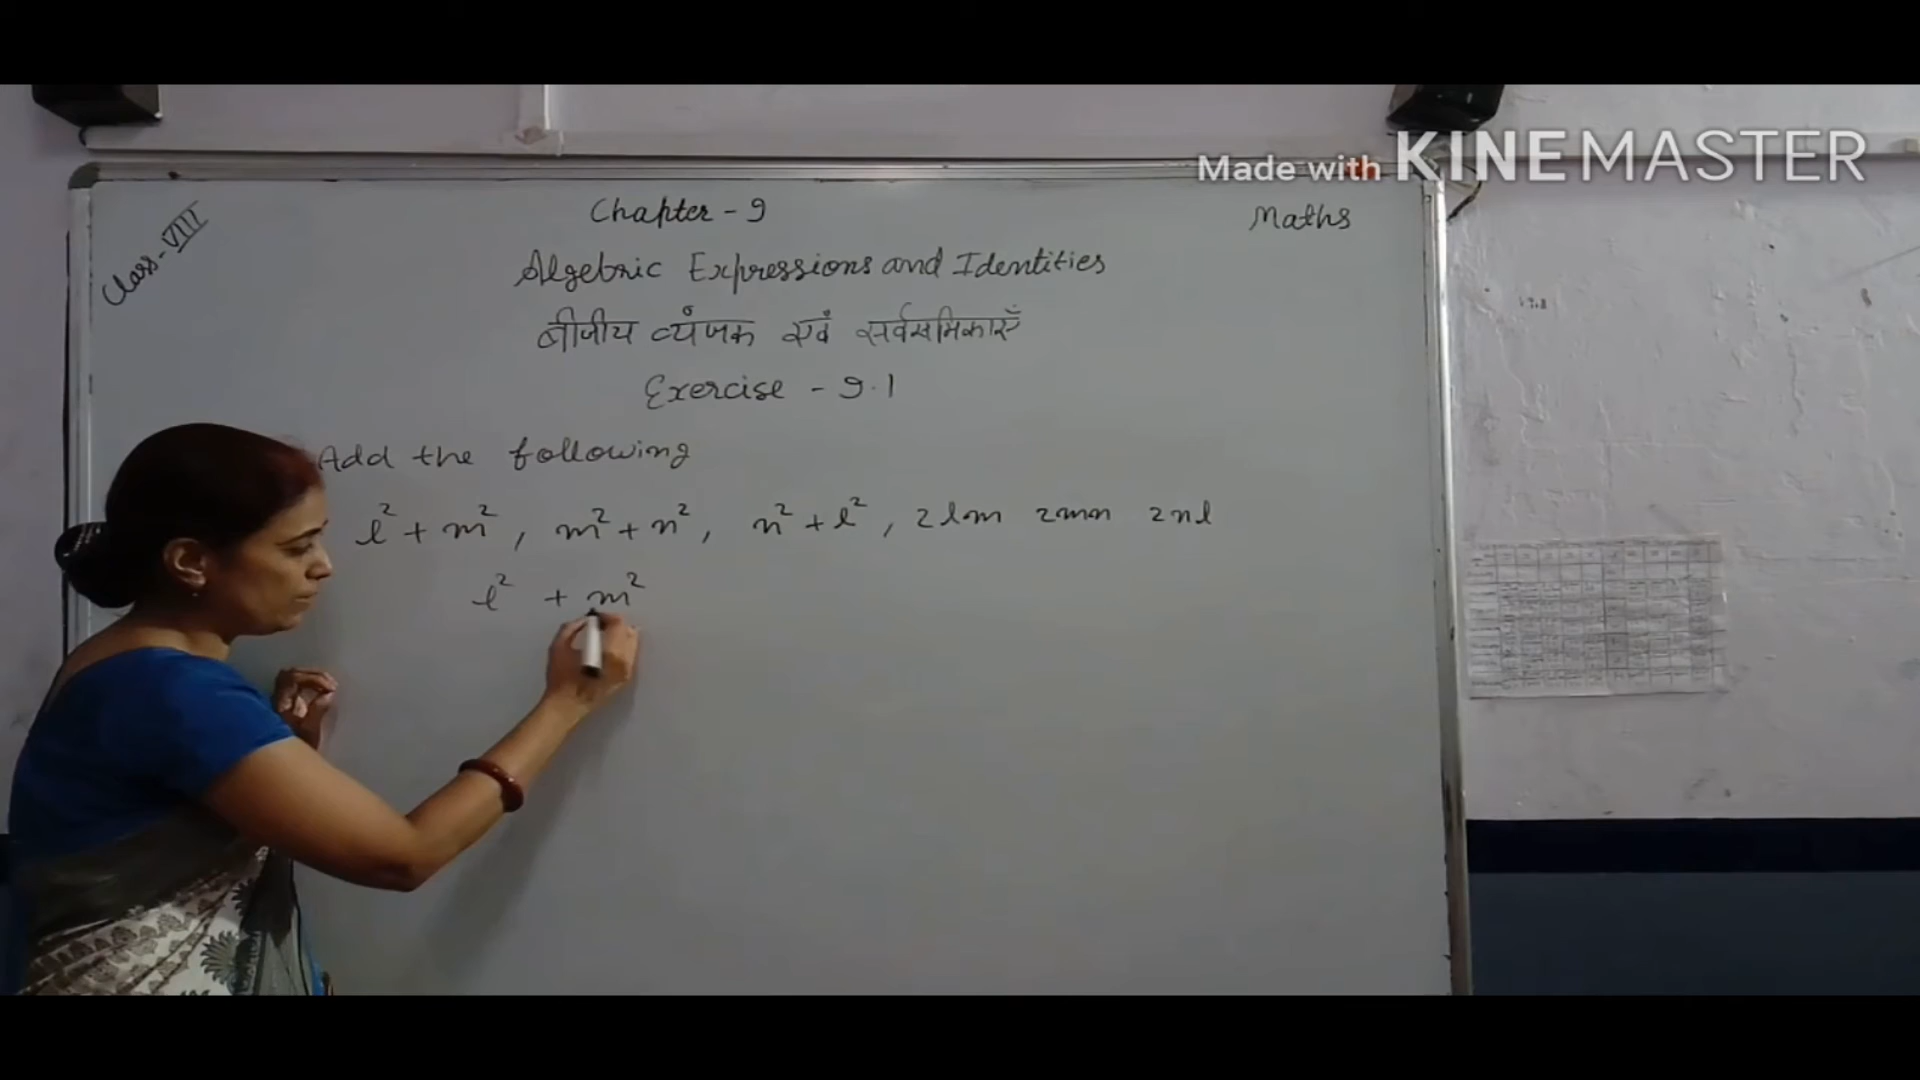 Made with KINEMASTER
Class - VIII
Chapter - 9
Maths
Algebric Expressions and Identities
बीजीय व्यंजक एवं सर्वसमिकाएँ
Exercise - 9.1
Add the following
l² + m², m² + n², n² + l², 2lm 2mn 2nl
l² + m²